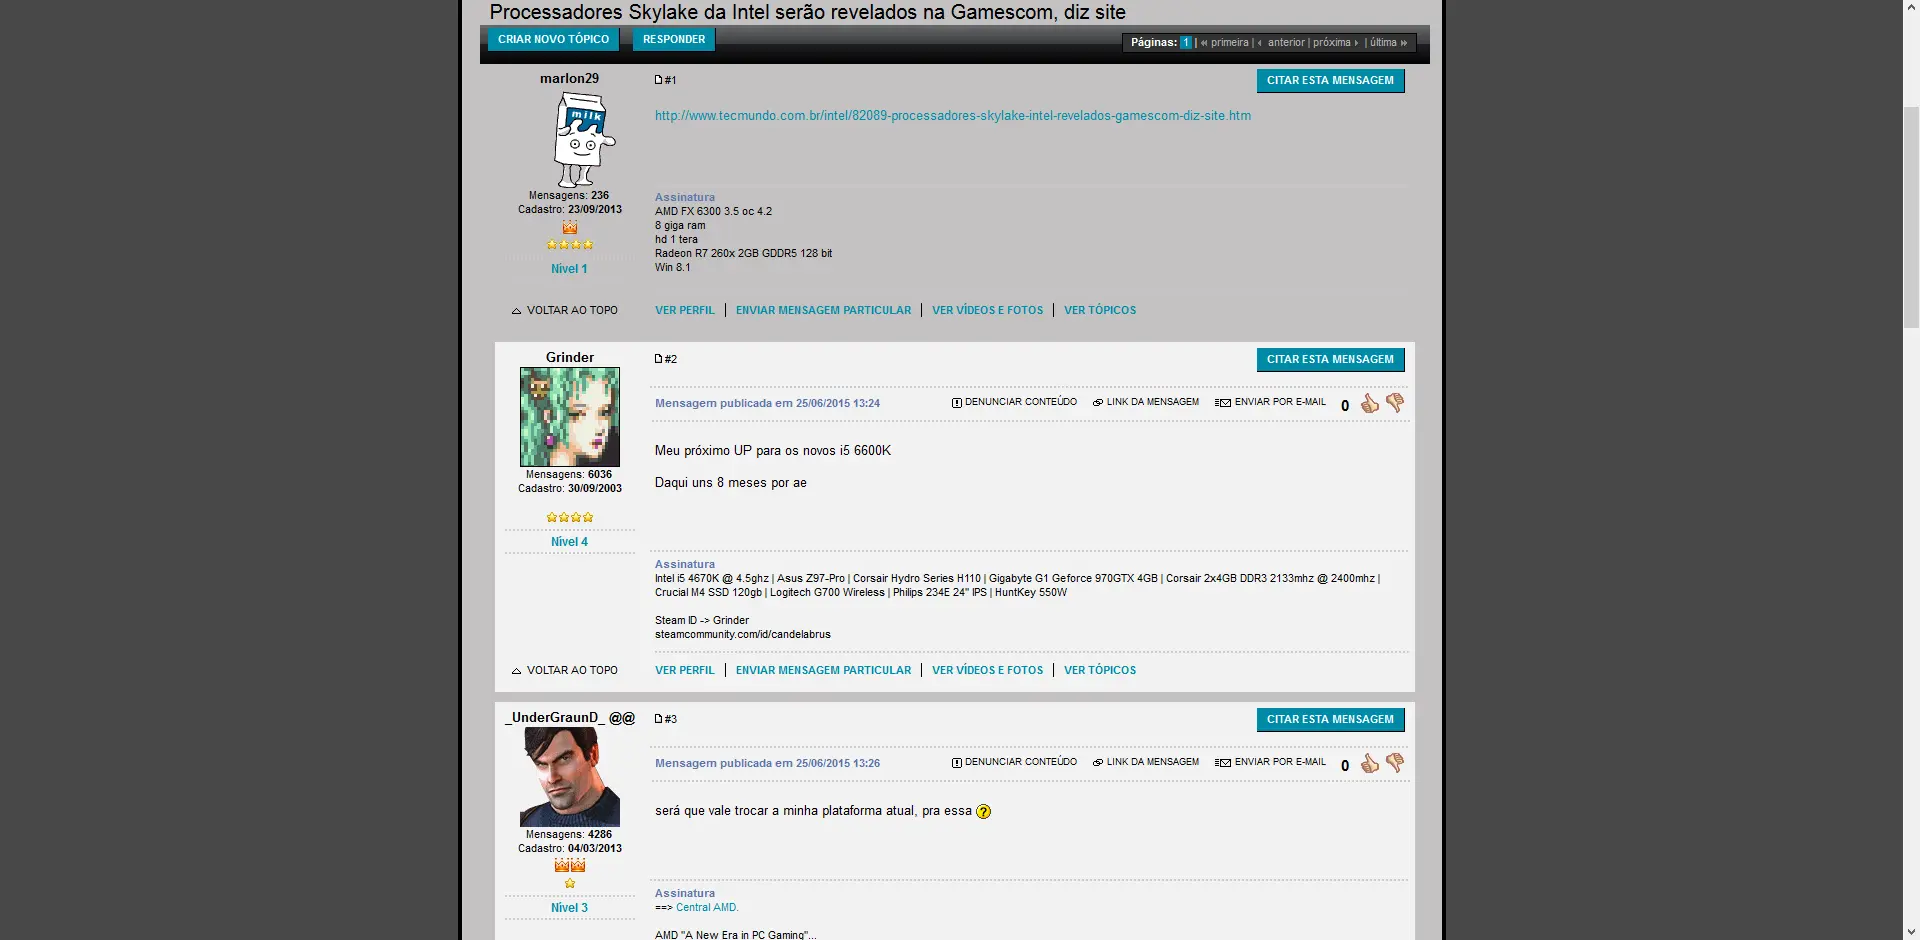 Processadores Skylake da Intel serão revelados na Gamescom, diz site
CRIAR NOVO TÓPICO RESPONDER Páginas: 1 | « primeira | ‹ anterior | próxima › | última »
marlon29 #1 CITAR ESTA MENSAGEM
milk
http://www.tecmundo.com.br/intel/82089-processadores-skylake-intel-revelados-gamescom-diz-site.htm
Mensagens: 236
Cadastro: 23/09/2013
Nível 1
Assinatura
AMD FX 6300 3.5 oc 4.2
8 giga ram
hd 1 tera
Radeon R7 260x 2GB GDDR5 128 bit
Win 8.1
VOLTAR AO TOPO VER PERFIL | ENVIAR MENSAGEM PARTICULAR | VER VÍDEOS E FOTOS | VER TÓPICOS
Grinder #2 CITAR ESTA MENSAGEM
Mensagem publicada em 25/06/2015 13:24 DENUNCIAR CONTEÚDO LINK DA MENSAGEM ENVIAR POR E-MAIL 0
Meu próximo UP para os novos i5 6600K
Daqui uns 8 meses por ae
Mensagens: 6036
Cadastro: 30/09/2003
Nível 4
Assinatura
Intel i5 4670K @ 4.5ghz | Asus Z97-Pro | Corsair Hydro Series H110 | Gigabyte G1 Geforce 970GTX 4GB | Corsair 2x4GB DDR3 2133mhz @ 2400mhz |
Crucial M4 SSD 120gb | Logitech G700 Wireless | Philips 234E 24" IPS | HuntKey 550W
Steam ID -> Grinder
steamcommunity.com/id/candelabrus
VOLTAR AO TOPO VER PERFIL | ENVIAR MENSAGEM PARTICULAR | VER VÍDEOS E FOTOS | VER TÓPICOS
_UnderGraunD_ @@ #3 CITAR ESTA MENSAGEM
Mensagem publicada em 25/06/2015 13:26 DENUNCIAR CONTEÚDO LINK DA MENSAGEM ENVIAR POR E-MAIL 0
será que vale trocar a minha plataforma atual, pra essa ?
Mensagens: 4286
Cadastro: 04/03/2013
Nível 3
Assinatura
==> Central AMD.
AMD "A New Era in PC Gaming"...